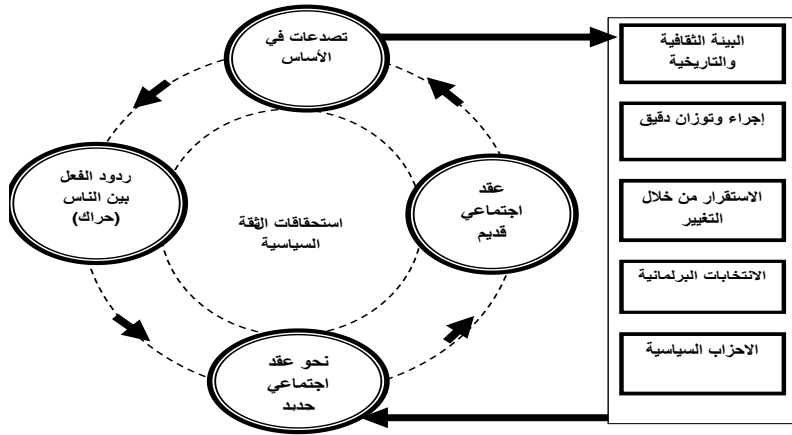 تصدعات في
الأساس
ردود الفعل
بين الناس
(حراك)
عقد
اجتماعي
قديم
استحقاقات الثقة
السياسية
نحو عقد
اجتماعي
جديد
البيئة الثقافية
والتاريخية
إجراء وتوزان دقيق
الاستقرار من خلال
التغيير
الانتخابات البرلمانية
الاحزاب السياسية